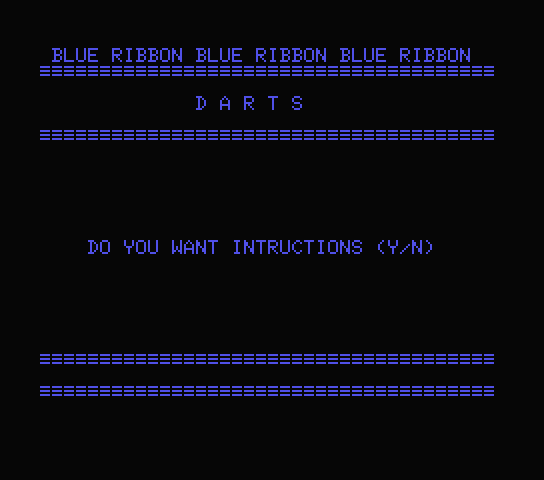 BLUE RIBBON BLUE RIBBON BLUE RIBBON
D A R T S
DO YOU WANT INTRUCTIONS (Y/N)